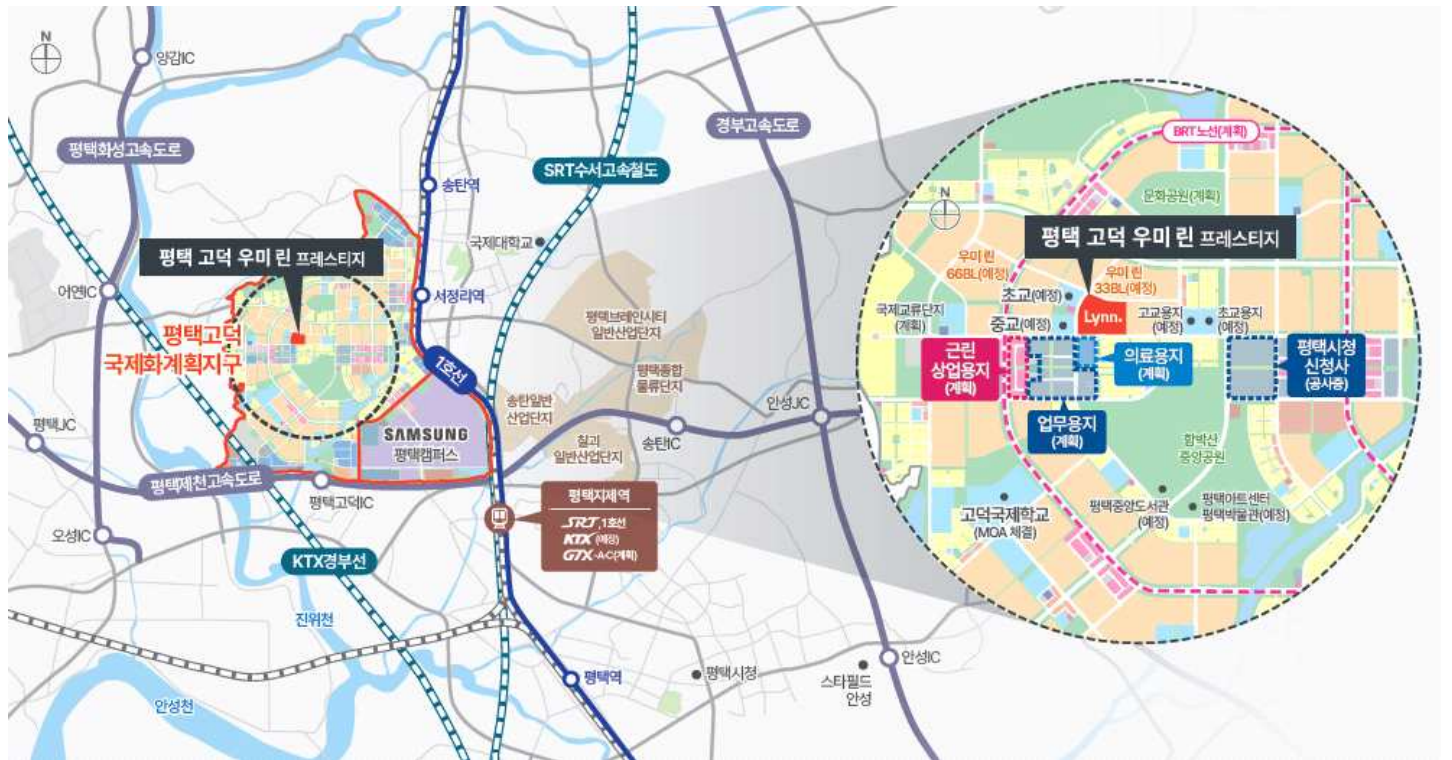 N
양감IC
평택화성고속도로
경부고속도로
SRT수서고속철도
송탄역
국제대학교
평택 고덕 우미린 프레스티지
어연IC
서정리역
평택고덕
국제화계획지구
평택브레인시티
일반산업단지
1호선
평택종합
물류단지
송탄일반
산업단지
안성JC
평택JC
SAMSUNG
평택캠퍼스
칠괴
일반산업단지
송탄IC
평택제천고속도로
평택고덕IC
오성IC
평택지제역
SRT, 1호선
KTX (예정)
GTX-A·C(계획)
KTX경부선
진위천
안성천
평택역
평택시청
안성IC
스타필드
안성
BRT노선(계획)
N
문화공원(계획)
평택 고덕 우미린 프레스티지
우미린
66BL(예정)
우미린
33BL(예정)
초교(예정)
국제교류단지
(계획)
중교(예정)
Lynn.
고교용지
(예정)
초교용지
(예정)
근린
상업용지
(계획)
의료용지
(계획)
평택시청
신청사
(공사중)
업무용지
(계획)
함박산
중앙공원
고덕국제학교
(MOA 체결)
평택중앙도서관
(예정)
평택아트센터
평택박물관(예정)